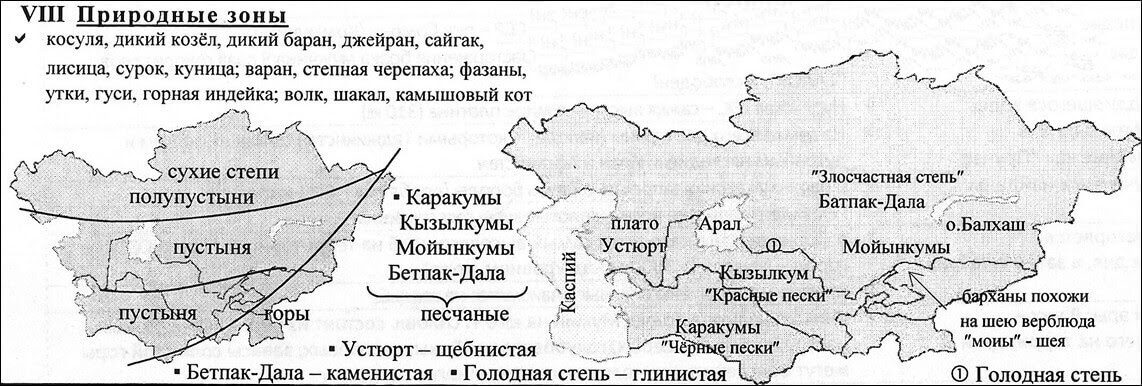 VIII Природные зоны
✓ косуля, дикий козёл, дикий баран, джейран, сайгак,
лисица, сурок, куница; варан, степная черепаха; фазаны,
утки, гуси, горная индейка; волк, шакал, камышовый кот
сухие степи
полупустыни
пустыня
пустыня
горы
▪ Каракумы
Кызылкумы
Мойынкумы
Бетпак-Дала
песчаные
▪ Устюрт – щебнистая
▪ Бетпак-Дала – каменистая ▪ Голодная степь – глинистая
"Злосчастная степь"
Батпак-Дала
о.Балхаш
плато
Устюрт
Арал
①
Мойынкумы
Каспий
Кызылкум
"Красные пески"
Каракумы
"Чёрные пески"
барханы похожи
на шею верблюда
"моиы" - шея
① Голодная степь